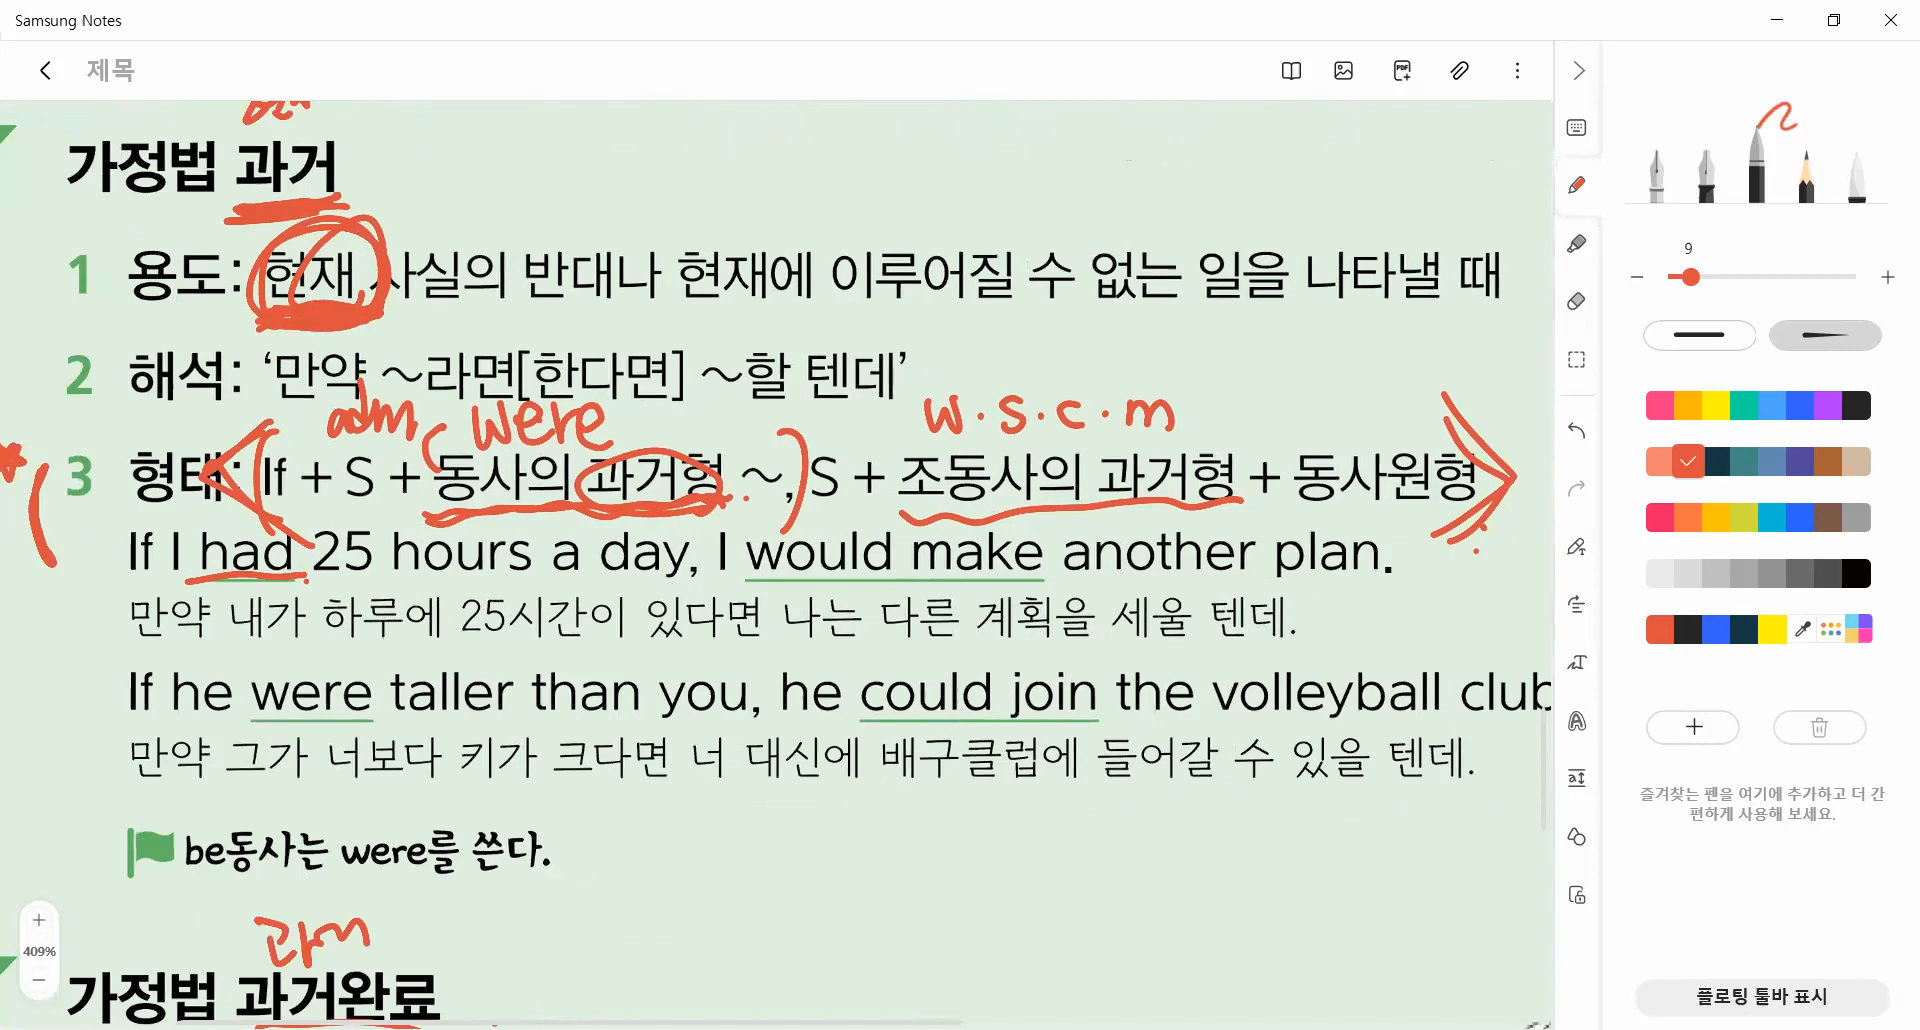 Samsung Notes
제목
가정법 과거
1 용도: 현재 사실의 반대나 현재에 이루어질 수 없는 일을 나타낼 때
2 해석: ‘만약 ~라면[한다면] ~할 텐데’
were w.s.c.m
3 형태: If + S + 동사의 과거형 ~, S + 조동사의 과거형 + 동사원형
If I had 25 hours a day, I would make another plan.
만약 내가 하루에 25시간이 있다면 나는 다른 계획을 세울 텐데.
If he were taller than you, he could join the volleyball club
만약 그가 너보다 키가 크다면 너 대신에 배구클럽에 들어갈 수 있을 텐데.
be동사는 were를 쓴다.
가정법 과거완료
409%
PDF
9
즐겨찾는 펜을 여기에 추가하고 더 간
편하게 사용해 보세요.
플로팅 툴바 표시